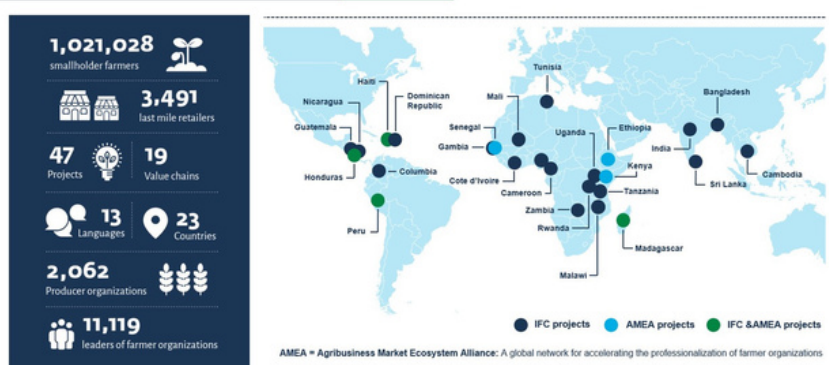 1,021,028
smallholder farmers
3,491
last mile retailers
47
Projects
19
Value chains
13
Languages
23
Countries
2,062
Producer organizations
11,119
leaders of farmer organizations
Haiti
Dominican
Republic
Nicaragua
Guatemala
Honduras
Columbia
Peru
Tunisia
Mali
Senegal
Gambia
Cote d'Ivoire
Cameroon
Uganda
Ethiopia
Kenya
Tanzania
Zambia
Rwanda
Malawi
Madagascar
Bangladesh
India
Sri Lanka
Cambodia
IFC projects
AMEA projects
IFC &AMEA projects
AMEA = Agribusiness Market Ecosystem Alliance: A global network for accelerating the professionalization of farmer organizations